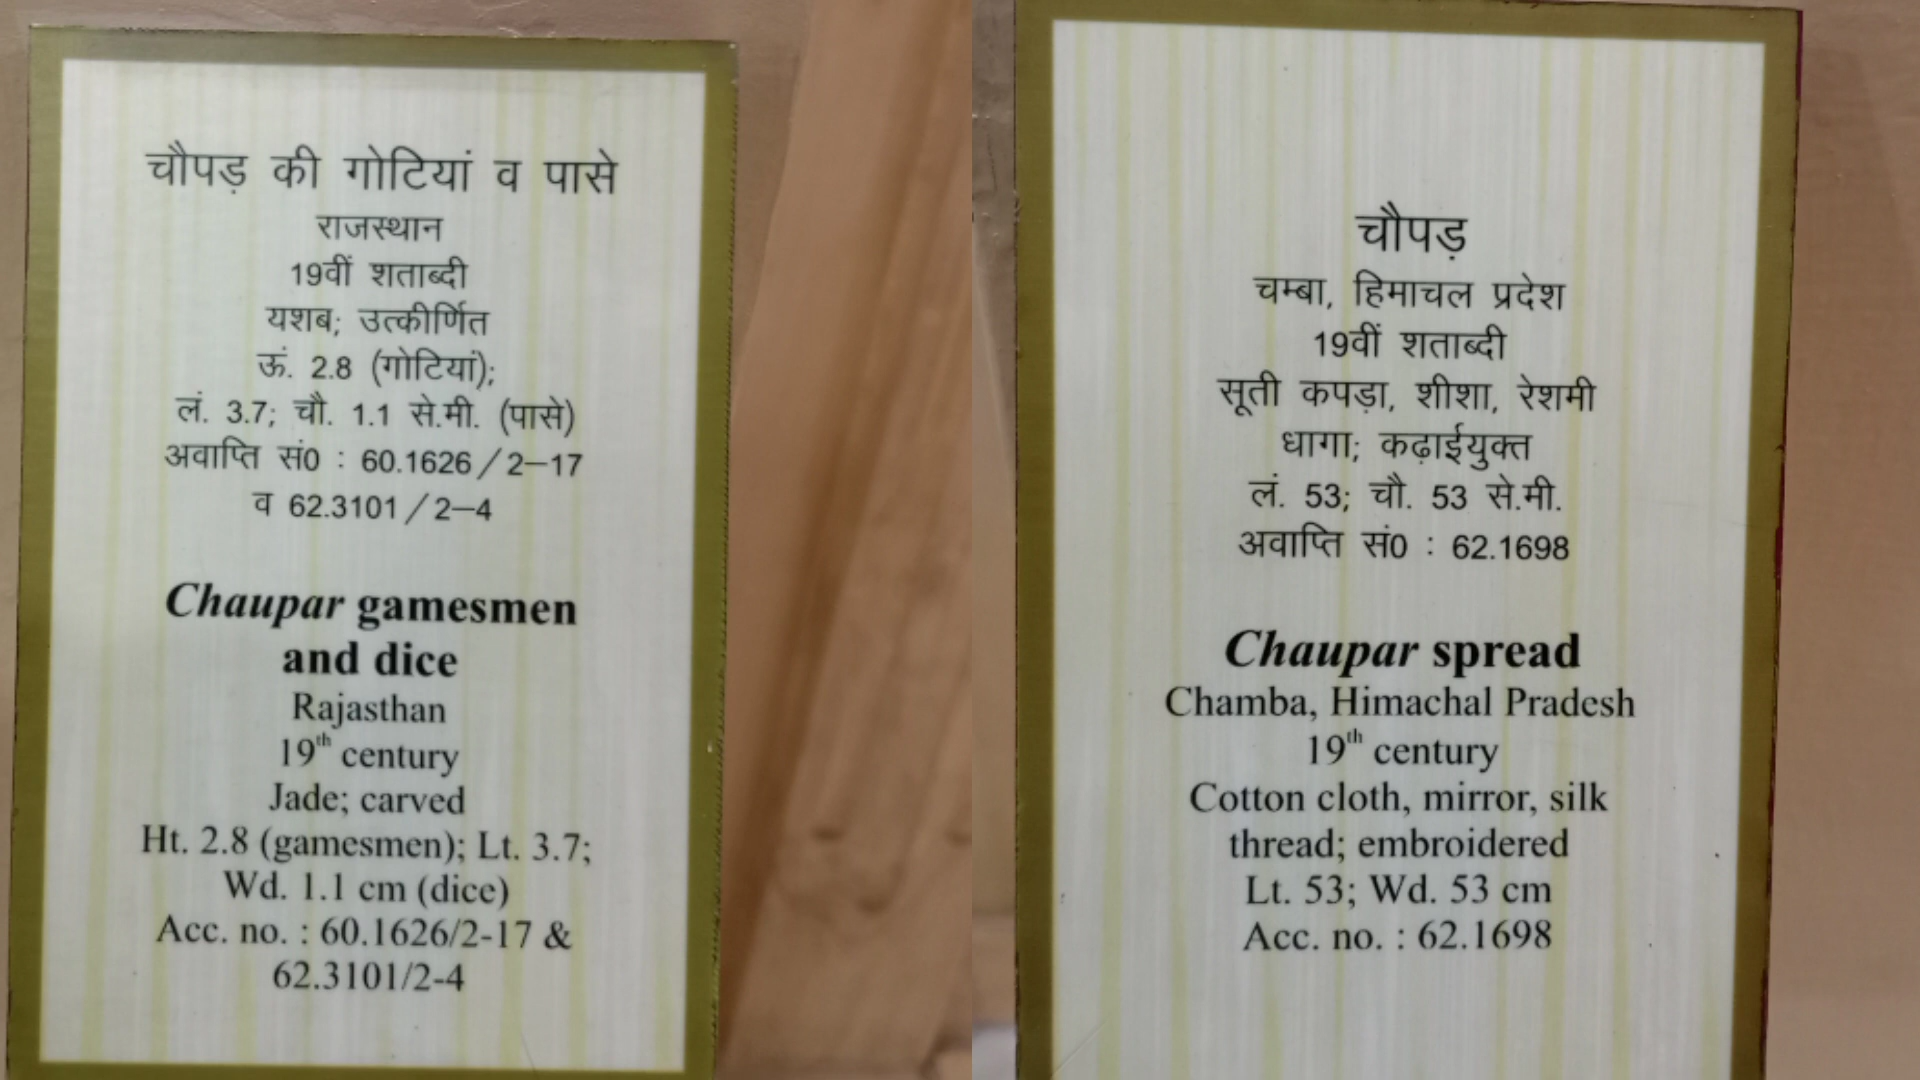 चौपड़ की गोटियां व पासे
राजस्थान
19वीं शताब्दी
यशब; उत्कीर्णित
ऊं. 2.8 (गोटियां);
लं. 3.7; चौ. 1.1 से.मी. (पासे)
अवाप्ति सं0 : 60.1626/2–17
व 62.3101/2–4
Chaupar gamesmen
and dice
Rajasthan
19th century
Jade; carved
Ht. 2.8 (gamesmen); Lt. 3.7;
Wd. 1.1 cm (dice)
Acc. no. : 60.1626/2-17 &
62.3101/2-4
चौपड़
चम्बा, हिमाचल प्रदेश
19वीं शताब्दी
सूती कपड़ा, शीशा, रेशमी
धागा; कढ़ाईयुक्त
लं. 53; चौ. 53 से.मी.
अवाप्ति सं0 : 62.1698
Chaupar spread
Chamba, Himachal Pradesh
19th century
Cotton cloth, mirror, silk
thread; embroidered
Lt. 53; Wd. 53 cm
Acc. no. : 62.1698